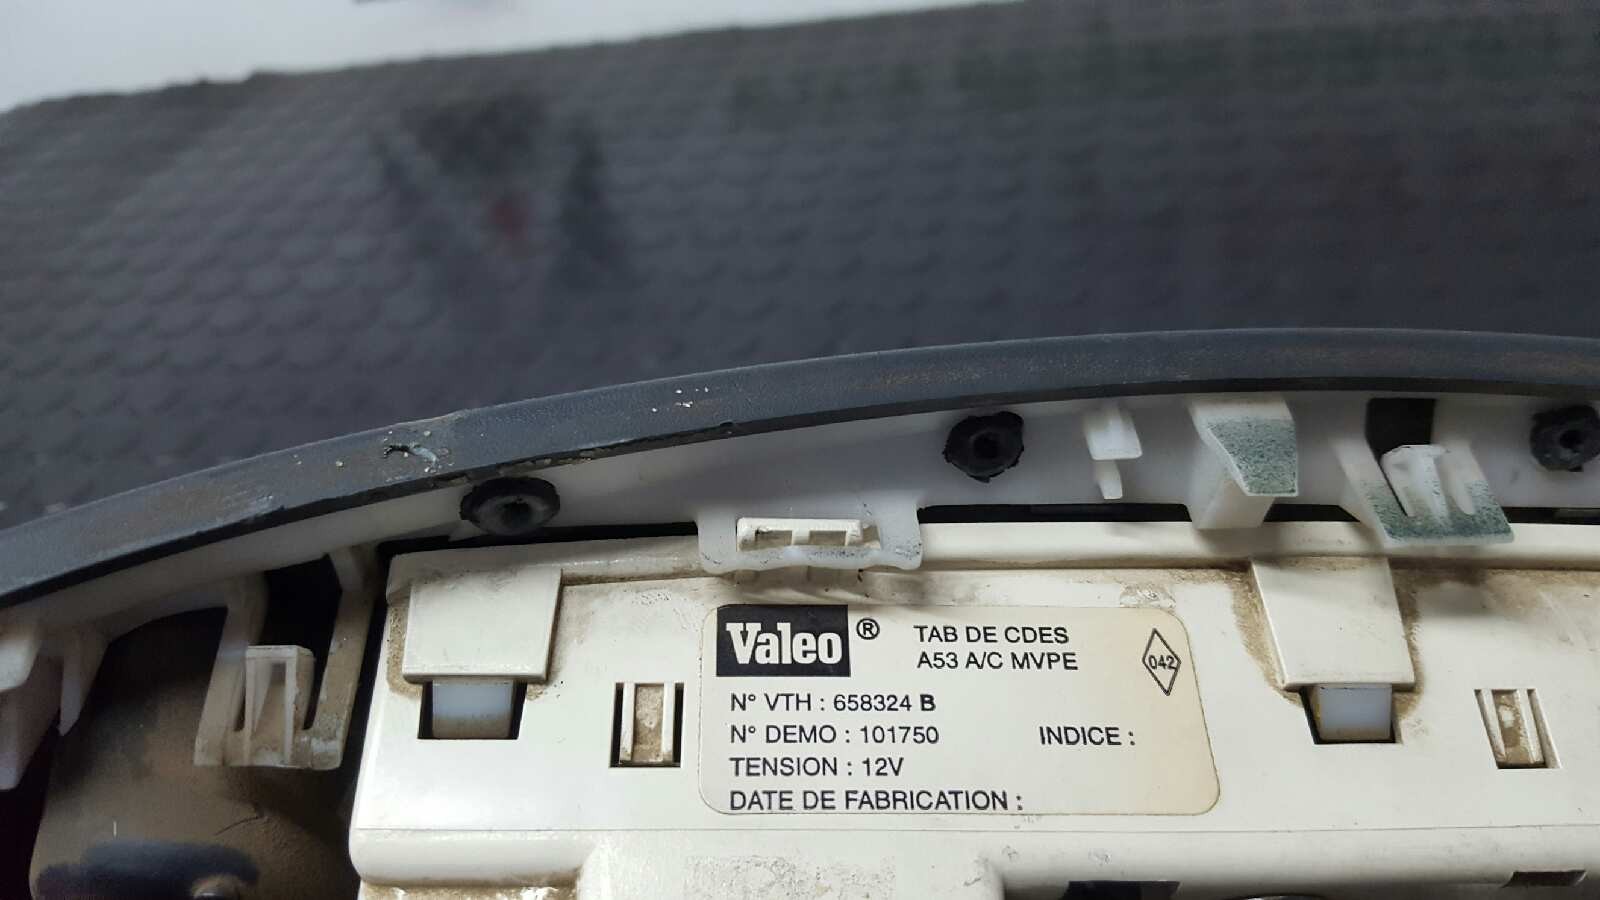 Valeo ® TAB DE CDES
A53 A/C MVPE
042
N° VTH : 658324 B
N° DEMO : 101750 INDICE :
TENSION : 12V
DATE DE FABRICATION :